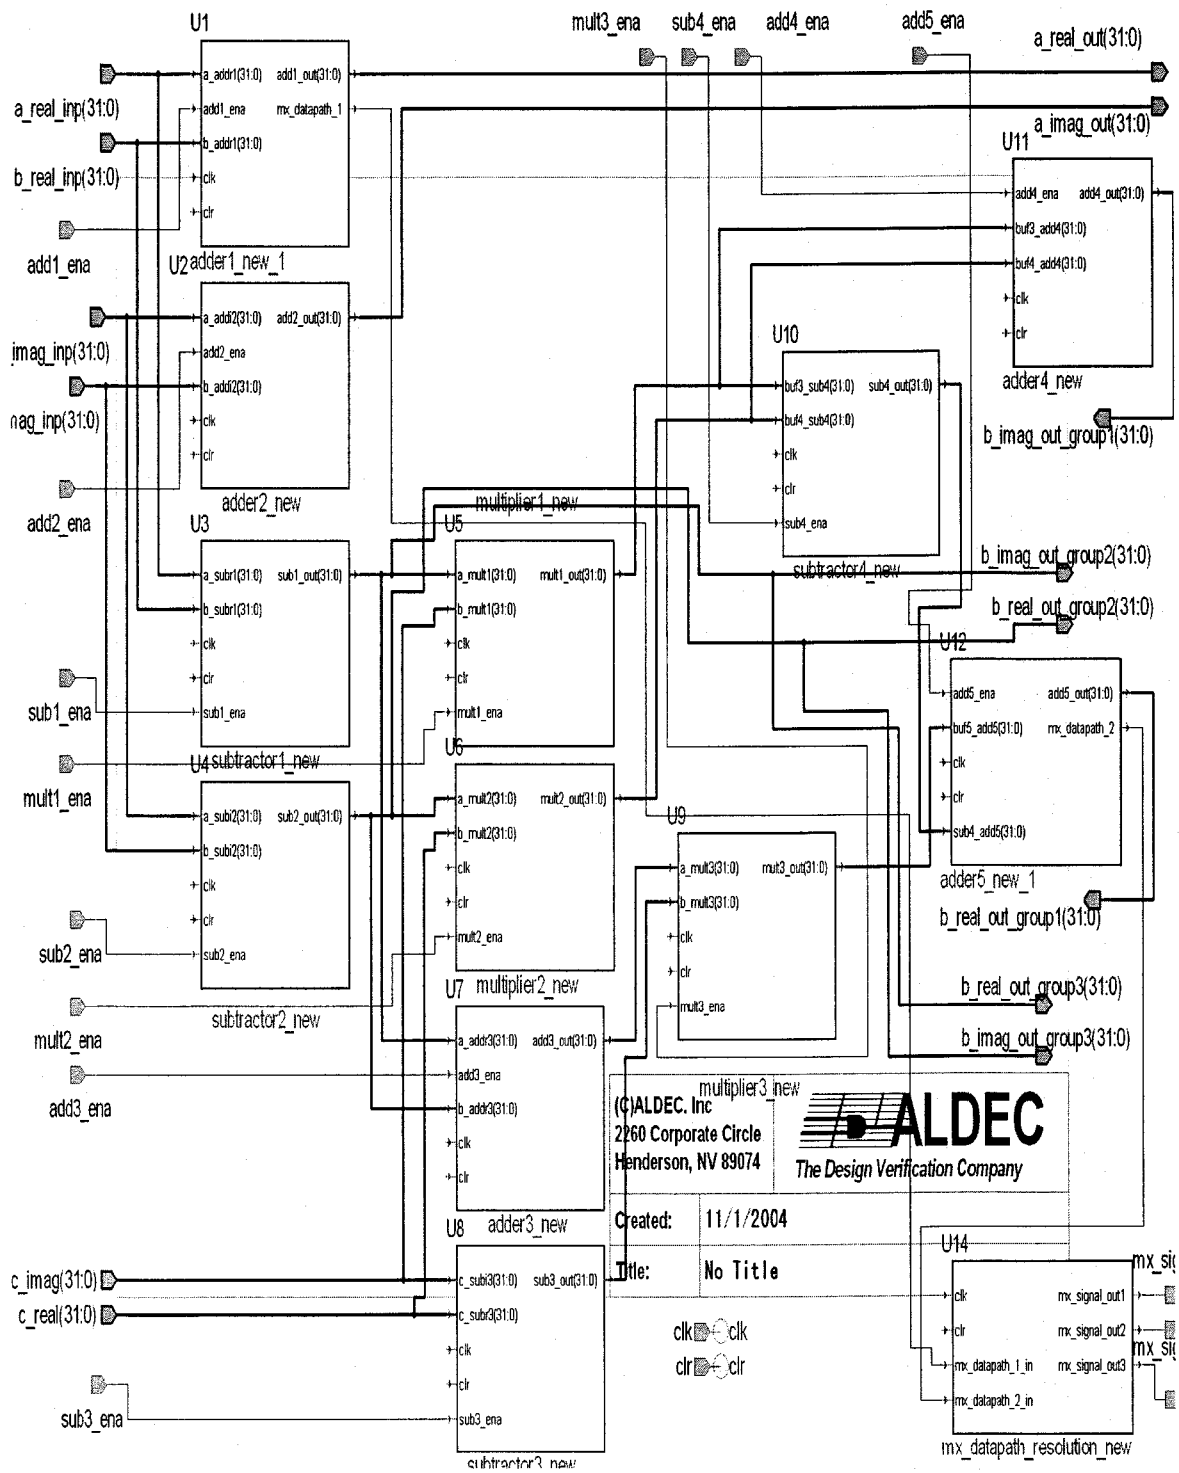 U1
a_addr1(31:0)
add1_out(31:0)
add1_ena
mx_datapath_1
b_addr1(31:0)
clk
clr
adder1_new_1
a_real_inp(31:0)
b_real_inp(31:0)
add1_ena
mult3_ena
sub4_ena
add4_ena
add5_ena
a_real_out(31:0)
a_imag_out(31:0)
U11
add4_ena
add4_out(31:0)
buf3_add4(31:0)
buf4_add4(31:0)
clk
clr
adder4_new
b_imag_out_group1(31:0)
U2
a_addi2(31:0)
add2_out(31:0)
add2_ena
b_addi2(31:0)
clk
clr
adder2_new
imag_inp(31:0)
mag_inp(31:0)
add2_ena
U10
buf3_sub4(31:0)
sub4_out(31:0)
buf4_sub4(31:0)
clk
clr
sub4_ena
subtractor4_new
U3
a_subr1(31:0)
sub1_out(31:0)
b_subr1(31:0)
clk
clr
sub1_ena
subtractor1_new
sub1_ena
mult1_ena
multiplier1_new
U5
a_mult1(31:0)
mult1_out(31:0)
b_mult1(31:0)
clk
clr
mult1_ena
b_imag_out_group2(31:0)
b_real_out_group2(31:0)
U12
add5_ena
add5_out(31:0)
buf5_add5(31:0)
mx_datapath_2
clk
clr
sub4_add5(31:0)
adder5_new_1
b_real_out_group1(31:0)
U4
a_subi2(31:0)
sub2_out(31:0)
b_subi2(31:0)
clk
clr
sub2_ena
subtractor2_new
sub2_ena
mult2_ena
add3_ena
U6
a_mult2(31:0)
mult2_out(31:0)
b_mult2(31:0)
clk
clr
mult2_ena
multiplier2_new
U9
a_mult3(31:0)
mut3_out(31:0)
b_mult3(31:0)
clk
clr
mult3_ena
multiplier3_new
b_real_out_group3(31:0)
b_imag_out_group3(31:0)
U7
a_addr3(31:0)
add3_out(31:0)
add3_ena
b_addr3(31:0)
clk
clr
adder3_new
(C)ALDEC. Inc
2260 Corporate Circle
Henderson, NV 89074
ALDEC
The Design Verification Company
Created: 11/1/2004
Title: No Title
U8
c_subi3(31:0)
sub3_out(31:0)
c_subr3(31:0)
clk
clr
sub3_ena
subtractor3_new
c_imag(31:0)
c_real(31:0)
sub3_ena
clk clk
clr clr
U14
clk
mx_signal_out1
clr
mx_signal_out2
mx_datapath_1_in
mx_signal_out3
mx_datapath_2_in
mx_datapath_resolution_new
mx_sig
mx_sig